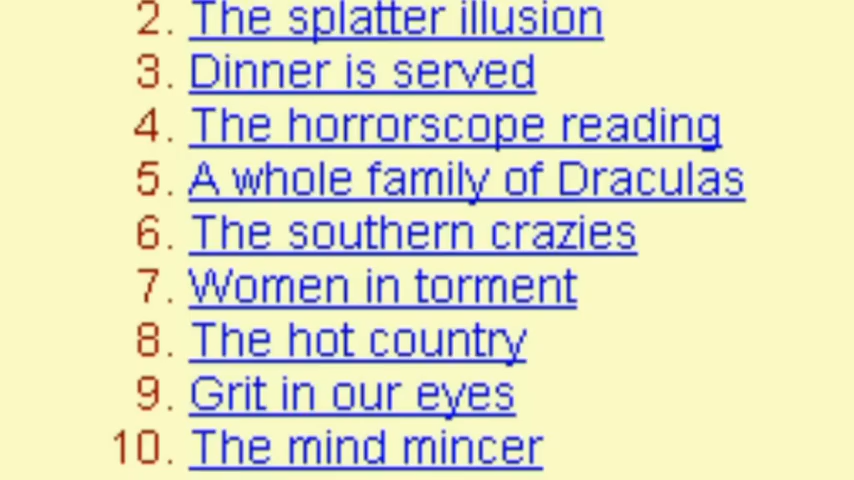 2. The splatter illusion
3. Dinner is served
4. The horrorscope reading
5. A whole family of Draculas
6. The southern crazies
7. Women in torment
8. The hot country
9. Grit in our eyes
10. The mind mincer